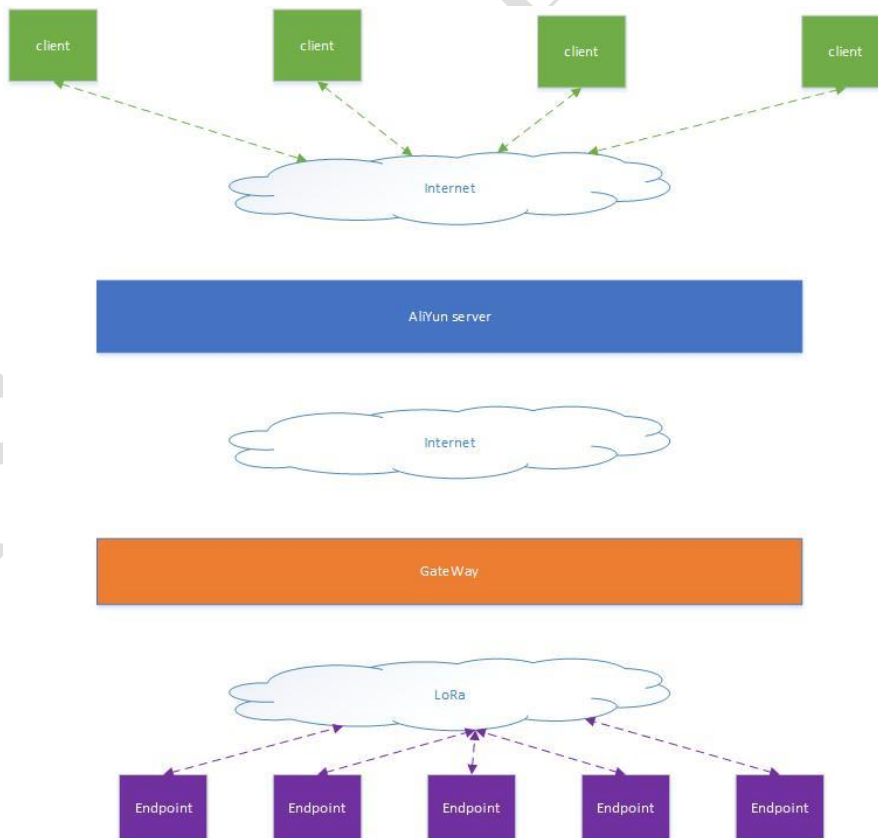 client
client
client
client
Internet
AliYun server
Internet
GateWay
LoRa
Endpoint
Endpoint
Endpoint
Endpoint
Endpoint